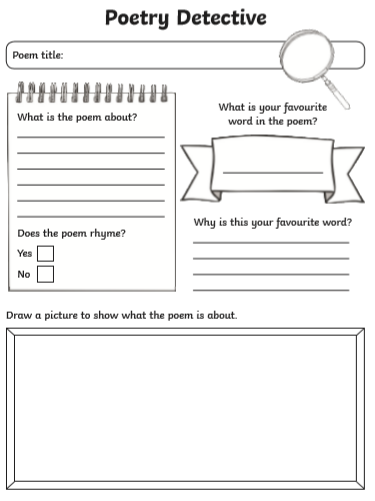 Poetry Detective
Poem title:
What is the poem about?
Does the poem rhyme?
Yes
No
What is your favourite
word in the poem?
Why is this your favourite word?
Draw a picture to show what the poem is about.